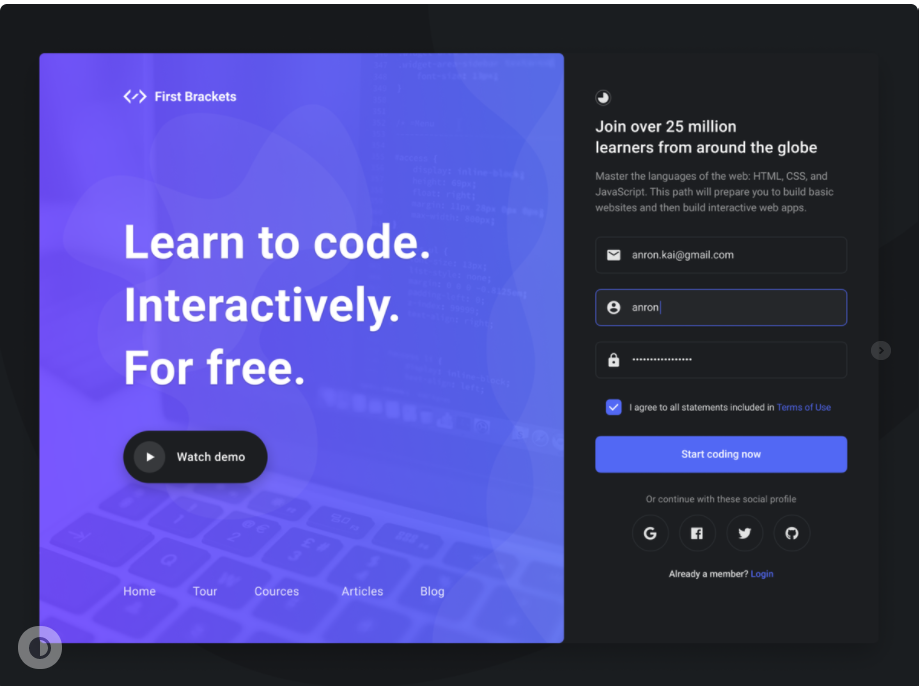 First Brackets
Learn to code.
Interactively.
For free.
Watch demo
Home Tour Cources Articles Blog
Join over 25 million
learners from around the globe
Master the languages of the web: HTML, CSS, and
JavaScript. This path will prepare you to build basic
websites and then build interactive web apps.
anron.kai@gmail.com
anron
••••••••••••••••
I agree to all statements included in Terms of Use
Start coding now
Or continue with these social profile
Already a member? Login